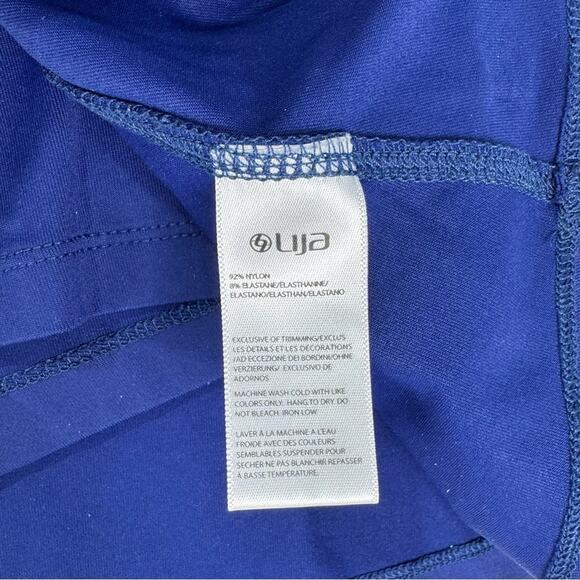 LIJA
92% NYLON
8% ELASTANE/ÉLASTHANNE/
ELASTANO/ELASTHAN/ELASTANO
EXCLUSIVE OF TRIMMING/EXCLUS
LES DETAILS ET LES DÉCORATIONS
/AD ECCEZIONE DEI BORDINI/OHNE
VERZIERUNG/ EXCLUSIVO DE
ADORNOS
MACHINE WASH COLD WITH LIKE
COLORS ONLY. HANG TO DRY. DO
NOT BLEACH. IRON LOW
LAVER À LA MACHINE A L'EAU
FROIDE AVEC DES COULEURS
SEMBLABLES SUSPENDER POUR
SECHER NE PAS BLANCHIR REPASSER
À BASSE TEMPÉRATURE.